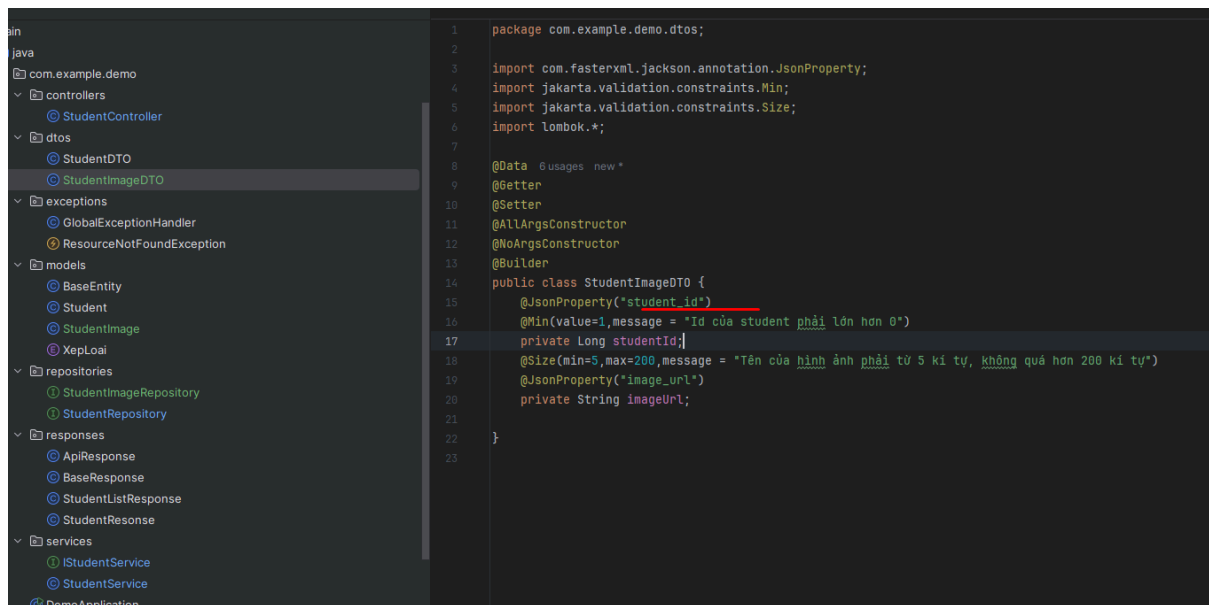 ain
java
com.example.demo
controllers
StudentController
dtos
StudentDTO
StudentImageDTO
exceptions
GlobalExceptionHandler
ResourceNotFoundException
models
BaseEntity
Student
StudentImage
XepLoai
repositories
StudentImageRepository
StudentRepository
responses
ApiResponse
BaseResponse
StudentListResponse
StudentResonse
services
IStudentService
StudentService
DemoApplication
1 package com.example.demo.dtos;
2
3 import com.fasterxml.jackson.annotation.JsonProperty;
4 import jakarta.validation.constraints.Min;
5 import jakarta.validation.constraints.Size;
6 import lombok.*;
7
8 @Data 6 usages new *
9 @Getter
10 @Setter
11 @AllArgsConstructor
12 @NoArgsConstructor
13 @Builder
14 public class StudentImageDTO {
15 @JsonProperty("student_id")
16 @Min(value=1,message = "Id của student phải lớn hơn 0")
17 private Long studentId;
18 @Size(min=5,max=200,message = "Tên của hình ảnh phải từ 5 kí tự, không quá hơn 200 kí tự")
19 @JsonProperty("image_url")
20 private String imageUrl;
21
22 }
23